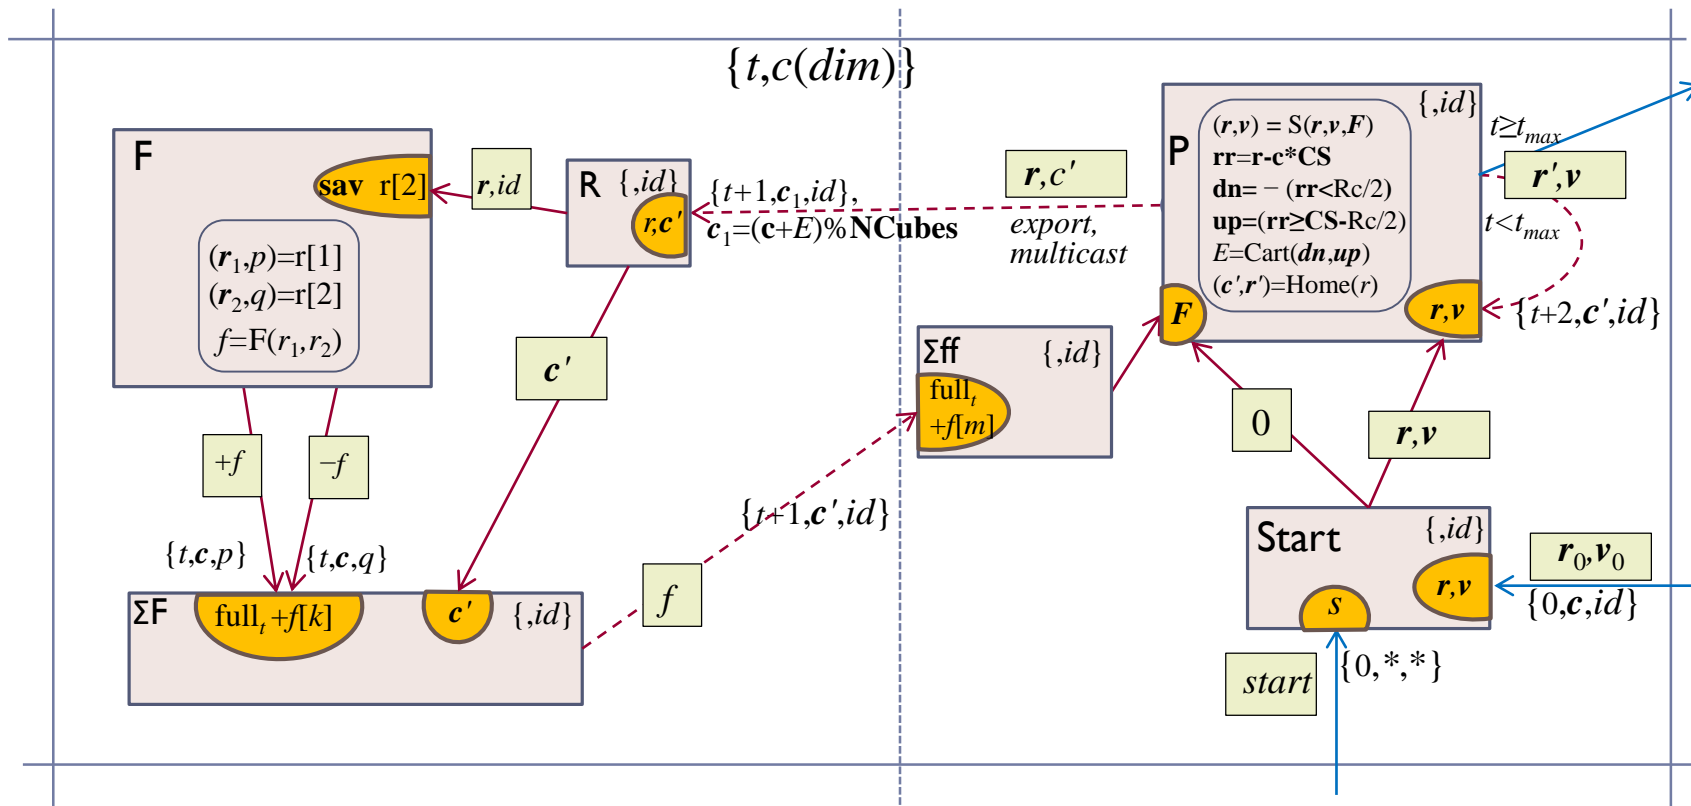 {t,c(dim)}
F
sav r[2]
(r₁,p)=r[1]
(r₂,q)=r[2]
f=F(r₁,r₂)
r,id
R
{,id}
r,c'
{t+1,c₁,id},
c₁=(c+E)%NCubes
r,c'
export,
multicast
P
{,id}
(r,v) = S(r,v,F)
rr=r-c*CS
dn= − (rr<Rc/2)
up=(rr≥CS-Rc/2)
E=Cart(dn,up)
(c',r')=Home(r)
F
r,v
t≥tmax
r',v
t<tmax
{t+2,c',id}
c'
Σff
{,id}
fullₜ
+f[m]
0
r,v
+f
−f
{t,c,p}
{t,c,q}
{t+1,c',id}
f
ΣF
fullₜ+f[k]
c'
{,id}
Start
{,id}
r,v
s
r₀,v₀
{0,c,id}
start
{0,*,*}